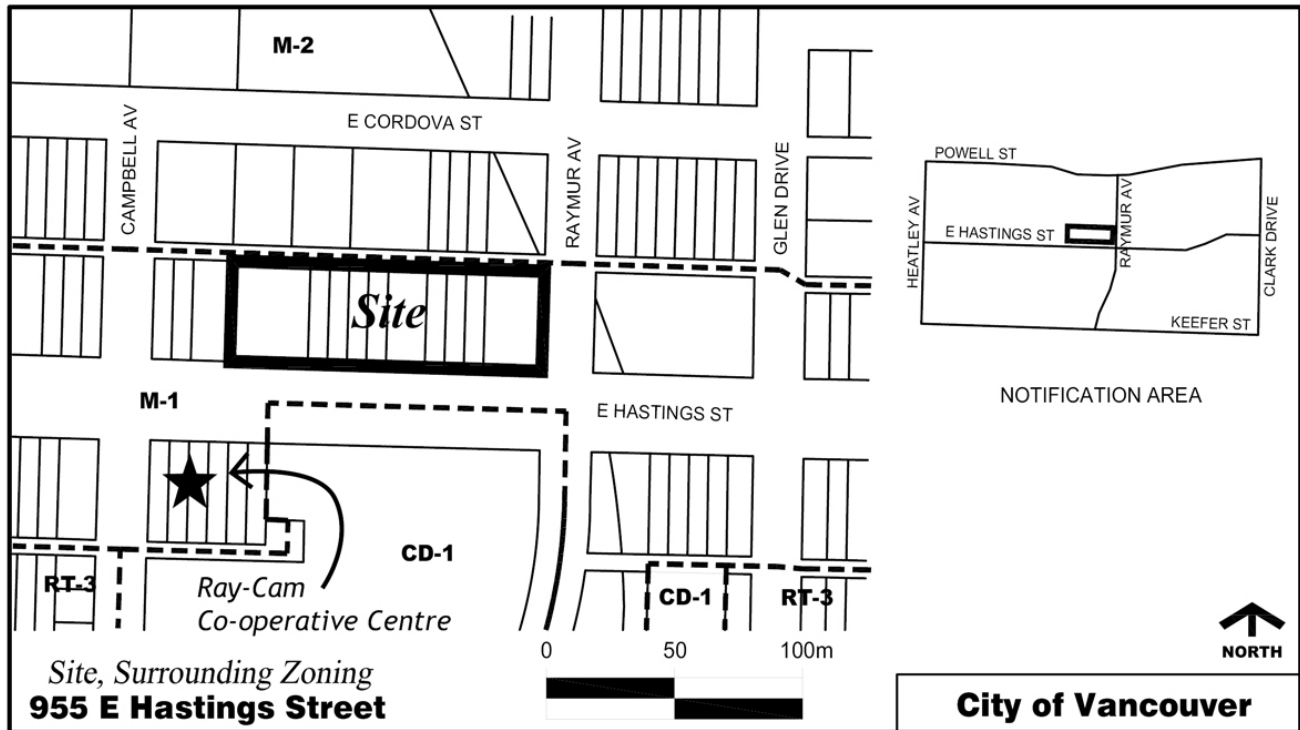 M-2
E CORDOVA ST
CAMPBELL AV
RAYMUR AV
GLEN DRIVE
Site
M-1
E HASTINGS ST
CD-1
RT-3
Ray-Cam
Co-operative Centre
CD-1
RT-3
0 50 100m
Site, Surrounding Zoning
955 E Hastings Street
POWELL ST
HEATLEY AV
E HASTINGS ST
RAYMUR AV
CLARK DRIVE
KEEFER ST
NOTIFICATION AREA
NORTH
City of Vancouver